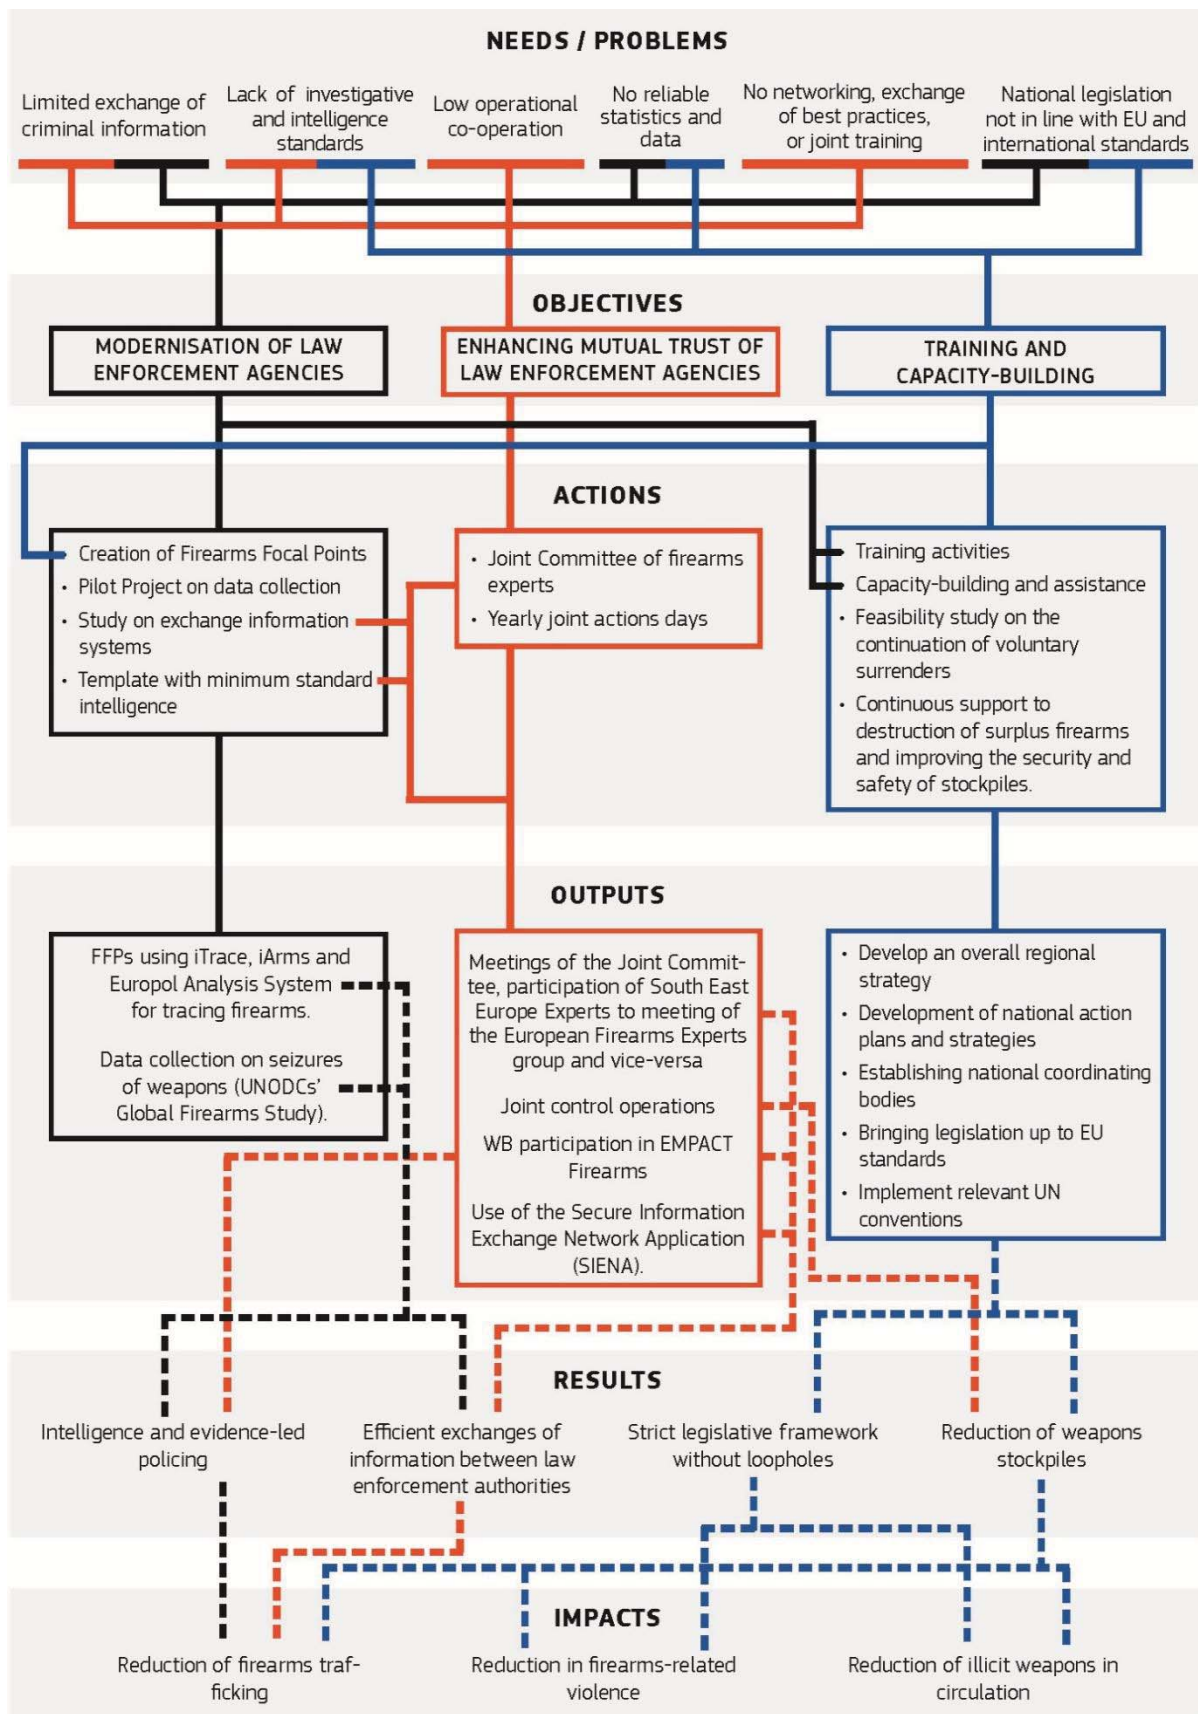 NEEDS / PROBLEMS
Limited exchange of
criminal information
Lack of investigative
and intelligence
standards
Low operational
co-operation
No reliable
statistics and
data
No networking, exchange
of best practices,
or joint training
National legislation
not in line with EU and
international standards
OBJECTIVES
MODERNISATION OF LAW
ENFORCEMENT AGENCIES
ENHANCING MUTUAL TRUST OF
LAW ENFORCEMENT AGENCIES
TRAINING AND
CAPACITY-BUILDING
ACTIONS
Creation of Firearms Focal Points
• Pilot Project on data collection
• Study on exchange information
systems
• Template with minimum standard
intelligence
• Joint Committee of firearms
experts
• Yearly joint actions days
Training activities
Capacity-building and assistance
• Feasibility study on the
continuation of voluntary
surrenders
• Continuous support to
destruction of surplus firearms
and improving the security and
safety of stockpiles.
OUTPUTS
FFPs using iTrace, iArms and
Europol Analysis System
for tracing firearms.
Data collection on seizures
of weapons (UNODCs’
Global Firearms Study).
Meetings of the Joint Commit-
tee, participation of South East
Europe Experts to meeting of
the European Firearms Experts
group and vice-versa
Joint control operations
WB participation in EMPACT
Firearms
Use of the Secure Information
Exchange Network Application
(SIENA).
• Develop an overall regional
strategy
• Development of national action
plans and strategies
• Establishing national coordinating
bodies
• Bringing legislation up to EU
standards
• Implement relevant UN
conventions
RESULTS
Intelligence and evidence-led
policing
Efficient exchanges of
information between law
enforcement authorities
Strict legislative framework
without loopholes
Reduction of weapons
stockpiles
IMPACTS
Reduction of firearms traf-
ficking
Reduction in firearms-related
violence
Reduction of illicit weapons in
circulation